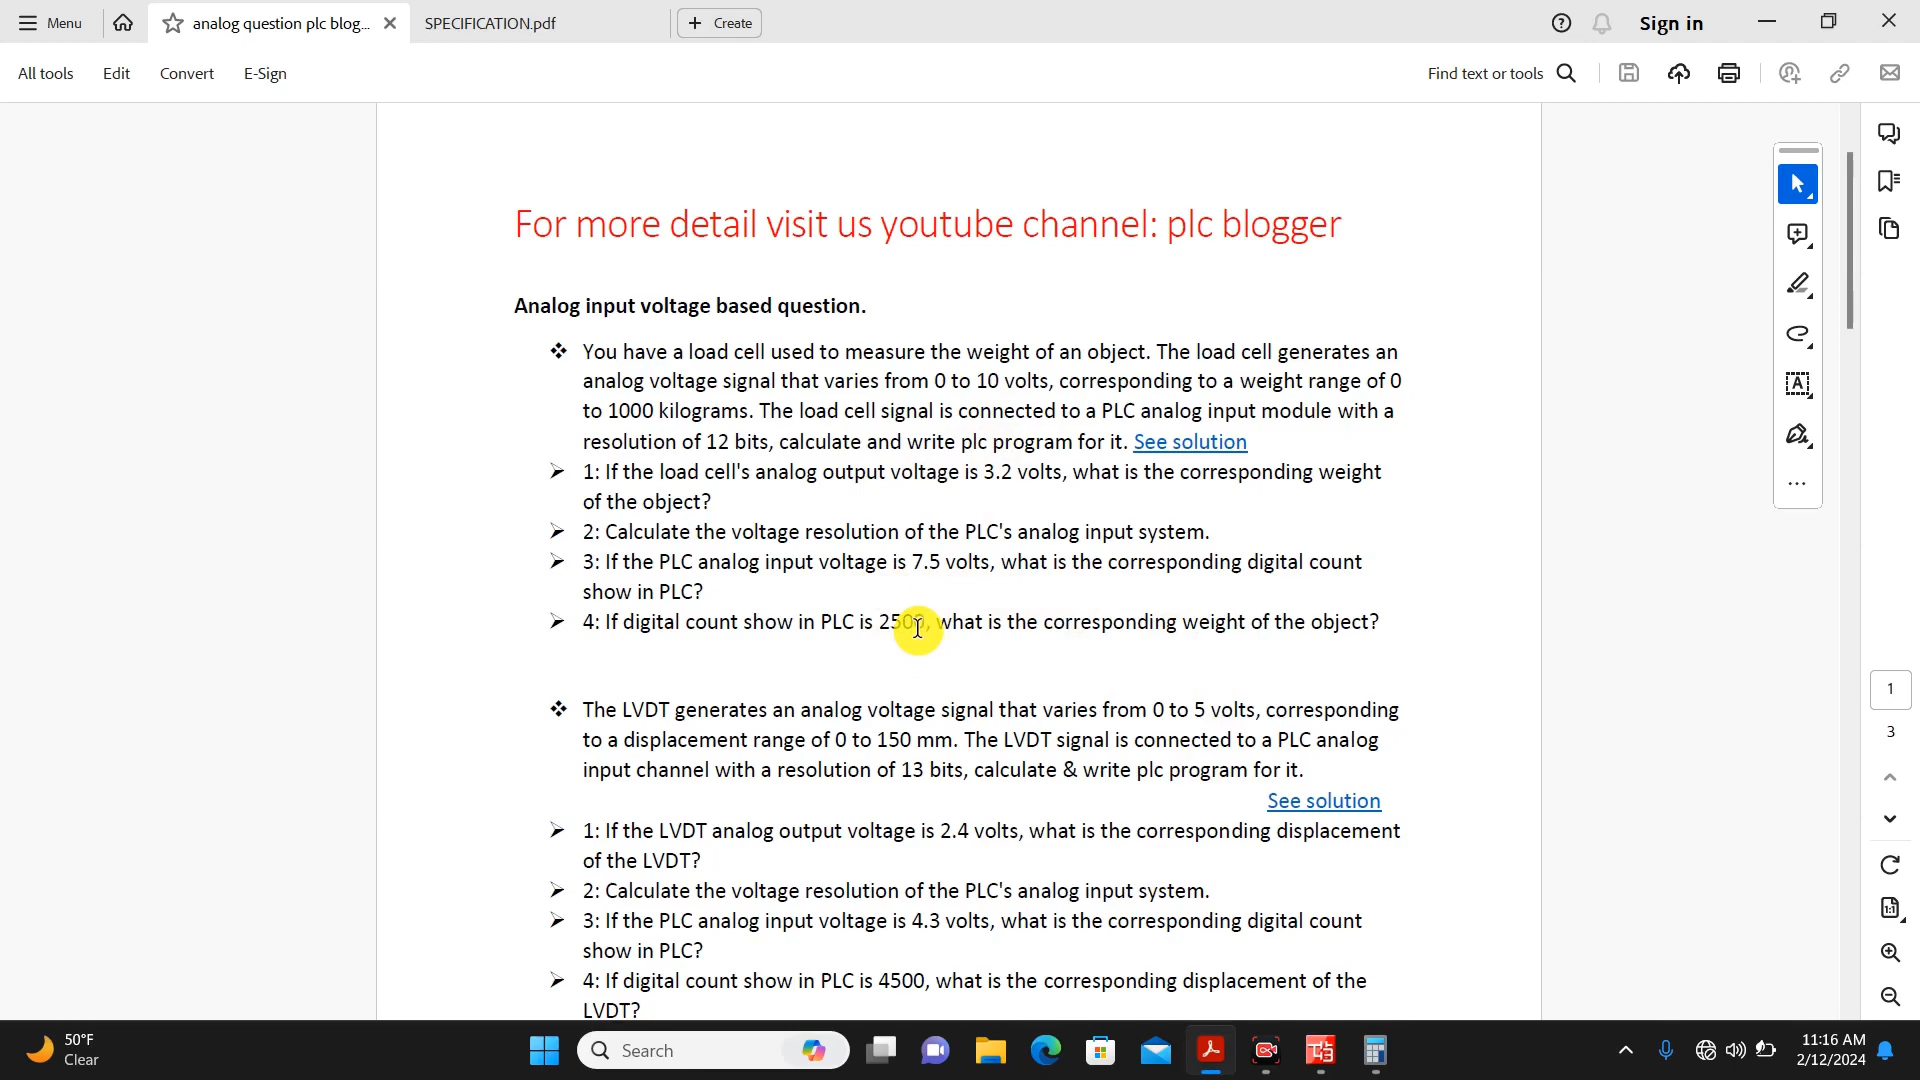 Menu
analog question plc blog...
SPECIFICATION.pdf
Create
Sign in
All tools
Edit
Convert
E-Sign
Find text or tools
For more detail visit us youtube channel: plc blogger
Analog input voltage based question.
You have a load cell used to measure the weight of an object. The load cell generates an
analog voltage signal that varies from 0 to 10 volts, corresponding to a weight range of 0
to 1000 kilograms. The load cell signal is connected to a PLC analog input module with a
resolution of 12 bits, calculate and write plc program for it. See solution
1: If the load cell's analog output voltage is 3.2 volts, what is the corresponding weight
of the object?
2: Calculate the voltage resolution of the PLC's analog input system.
3: If the PLC analog input voltage is 7.5 volts, what is the corresponding digital count
show in PLC?
4: If digital count show in PLC is 2500, what is the corresponding weight of the object?
The LVDT generates an analog voltage signal that varies from 0 to 5 volts, corresponding
to a displacement range of 0 to 150 mm. The LVDT signal is connected to a PLC analog
input channel with a resolution of 13 bits, calculate & write plc program for it.
See solution
1: If the LVDT analog output voltage is 2.4 volts, what is the corresponding displacement
of the LVDT?
2: Calculate the voltage resolution of the PLC's analog input system.
3: If the PLC analog input voltage is 4.3 volts, what is the corresponding digital count
show in PLC?
4: If digital count show in PLC is 4500, what is the corresponding displacement of the
LVDT?
1
3
50°F
Clear
Search
11:16 AM
2/12/2024